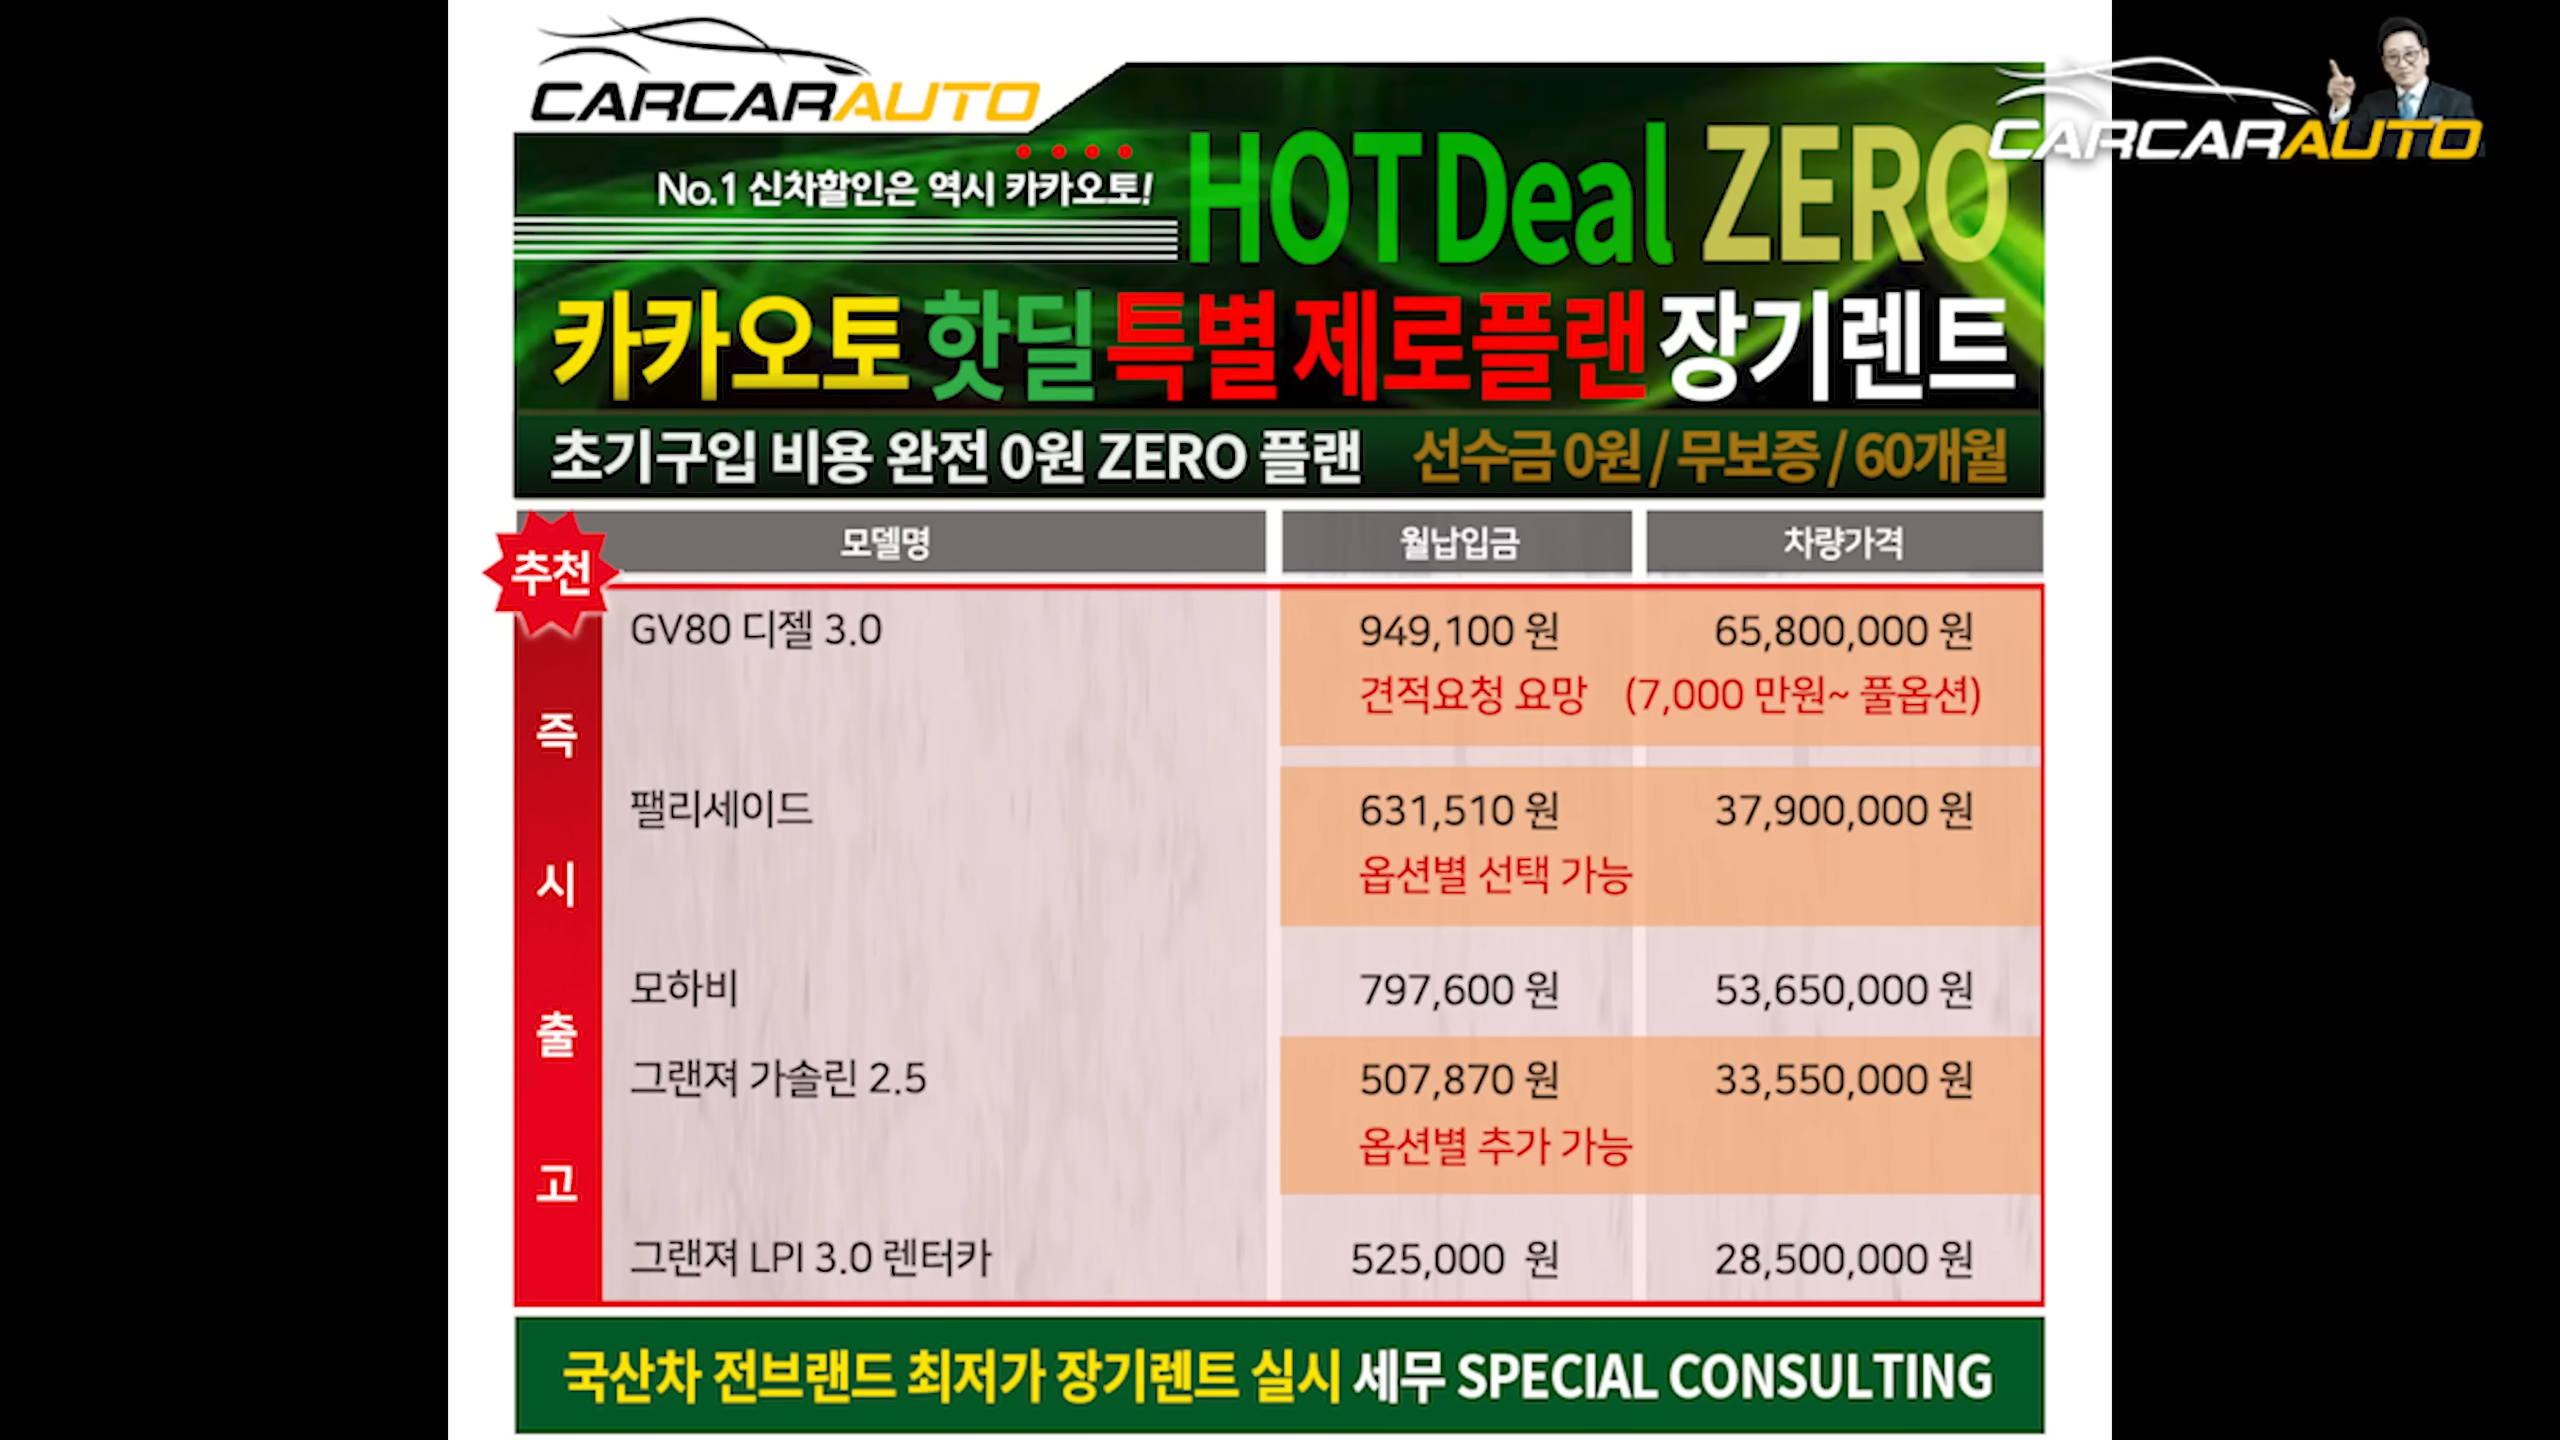 CARCARAUTO
CARCARAUTO
No.1 신차할인은 역시 카카오토!
HOT Deal ZERO
카카오토 핫딜 특별 제로플랜 장기렌트
초기구입 비용 완전 0원 ZERO 플랜 선수금 0원 / 무보증 / 60개월
추천
모델명 월납입금 차량가격
즉시출고
GV80 디젤 3.0 949,100 원 65,800,000 원
견적요청 요망 (7,000 만원~ 풀옵션)
팰리세이드 631,510 원 37,900,000 원
옵션별 선택 가능
모하비 797,600 원 53,650,000 원
그랜져 가솔린 2.5 507,870 원 33,550,000 원
옵션별 추가 가능
그랜져 LPI 3.0 렌터카 525,000 원 28,500,000 원
국산차 전브랜드 최저가 장기렌트 실시 세무 SPECIAL CONSULTING